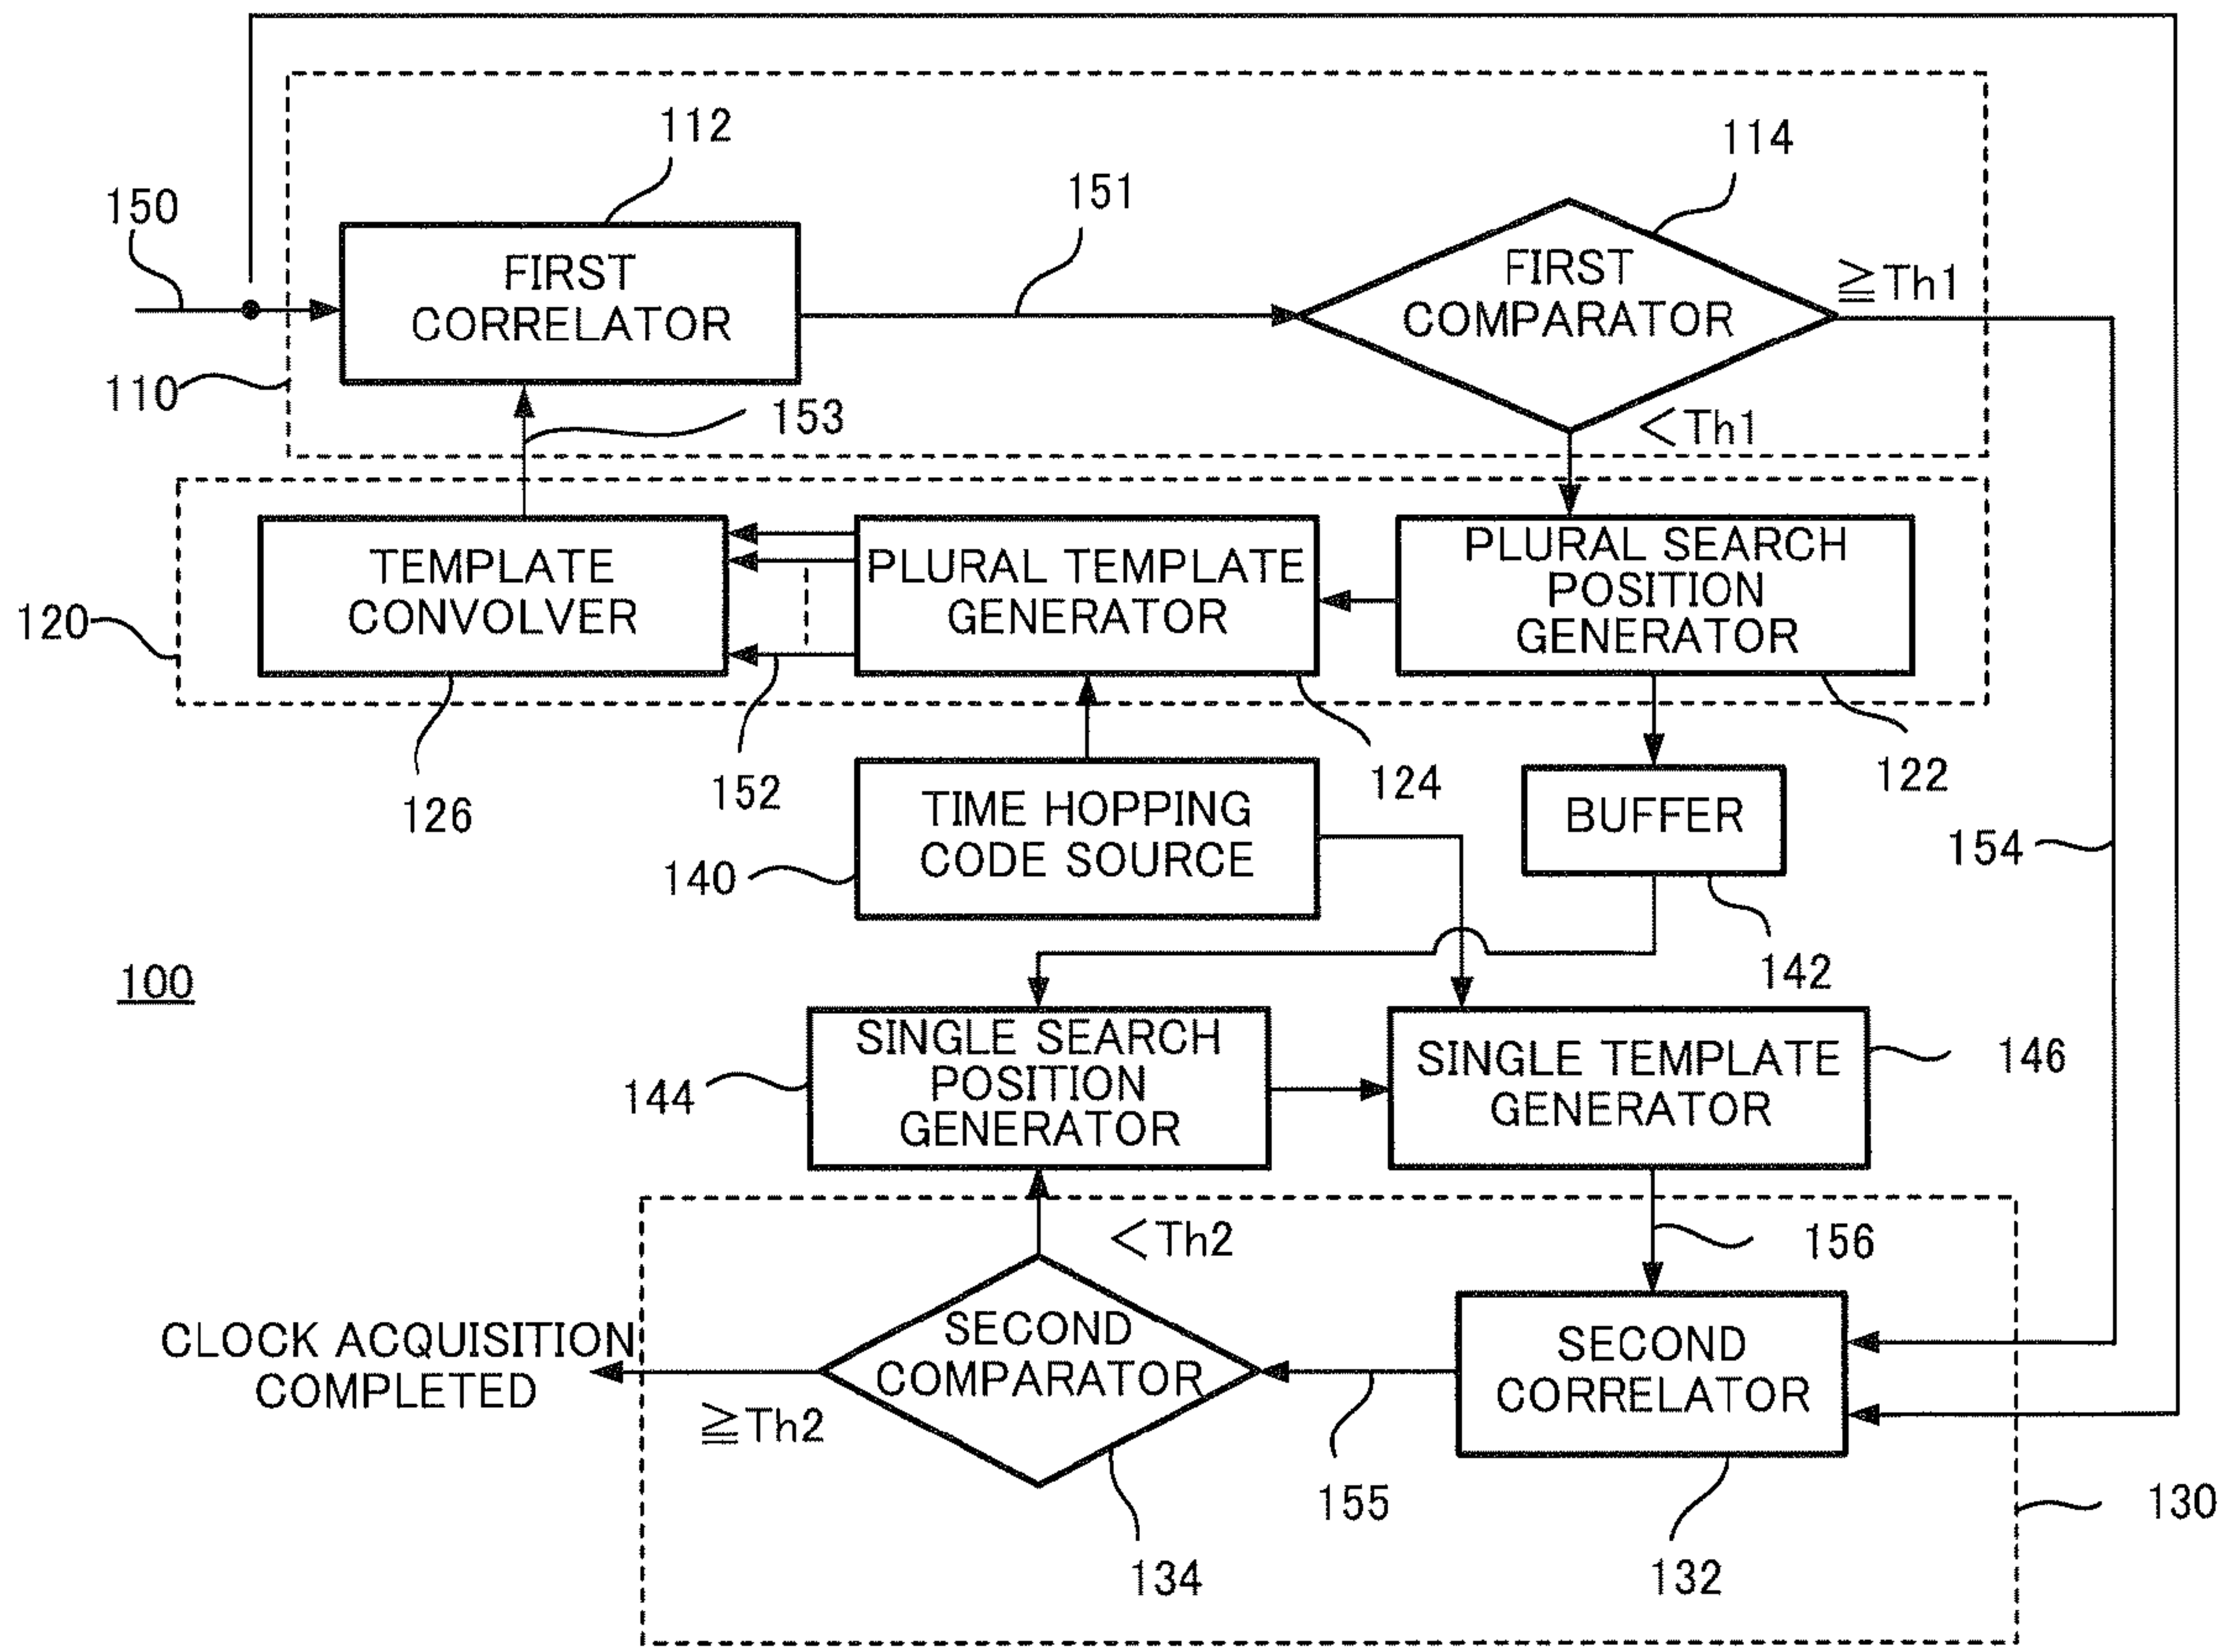 112
114
150
151
FIRST
CORRELATOR
FIRST
COMPARATOR
≧Th1
110
153
<Th1
120
TEMPLATE
CONVOLVER
PLURAL TEMPLATE
GENERATOR
PLURAL SEARCH
POSITION
GENERATOR
126
152
124
122
TIME HOPPING
CODE SOURCE
BUFFER
154
140
142
100
144
SINGLE SEARCH
POSITION
GENERATOR
SINGLE TEMPLATE
GENERATOR
146
<Th2
156
CLOCK ACQUISITION
COMPLETED
SECOND
COMPARATOR
SECOND
CORRELATOR
≧Th2
155
130
134
132